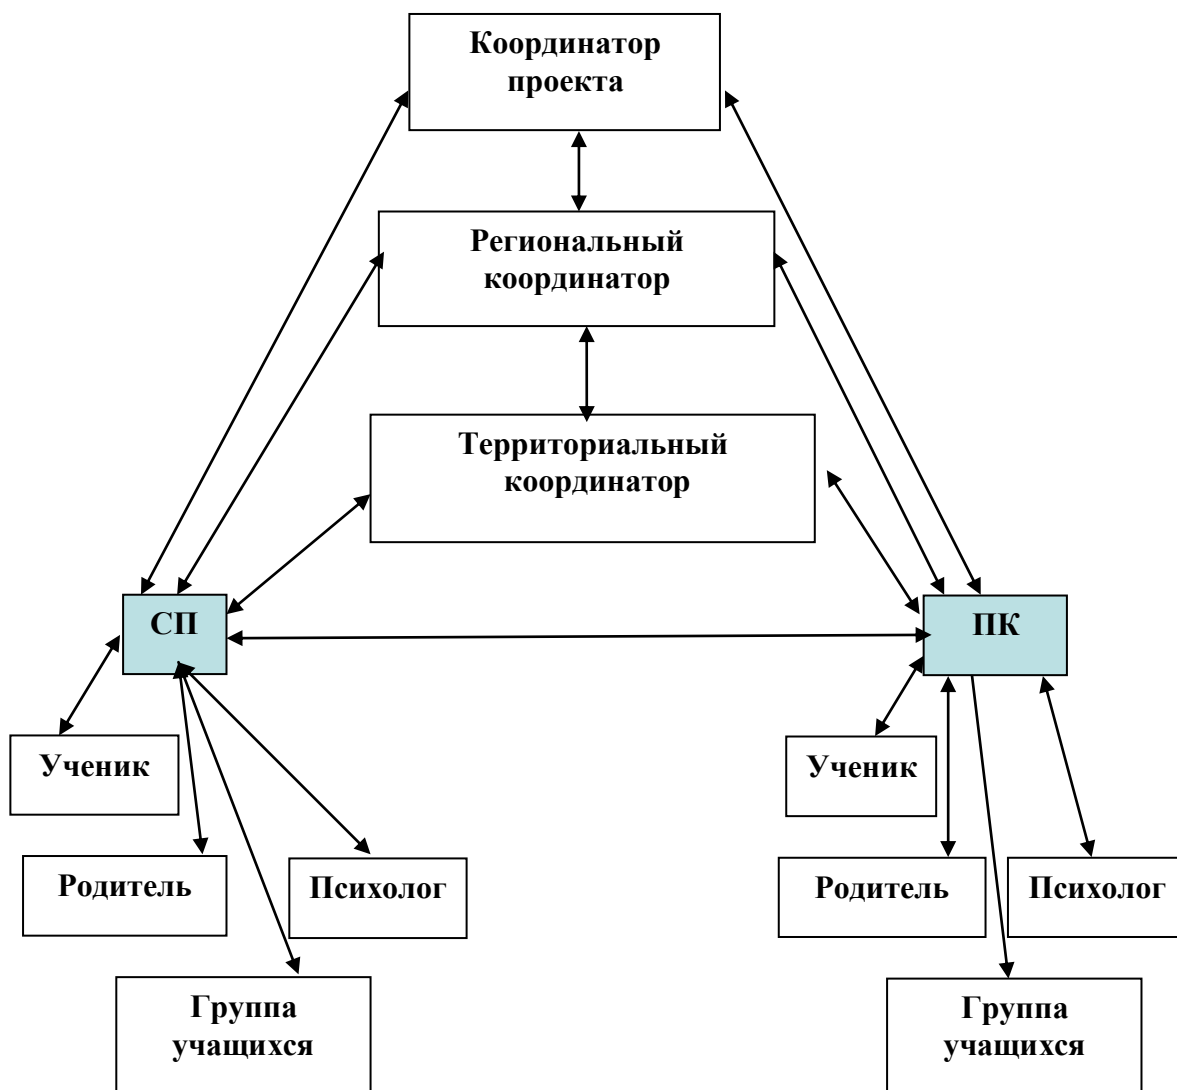 Координатор
проекта
Региональный
координатор
Территориальный
координатор
СП
ПК
Ученик
Ученик
Родитель
Психолог
Родитель
Психолог
Группа
учащихся
Группа
учащихся